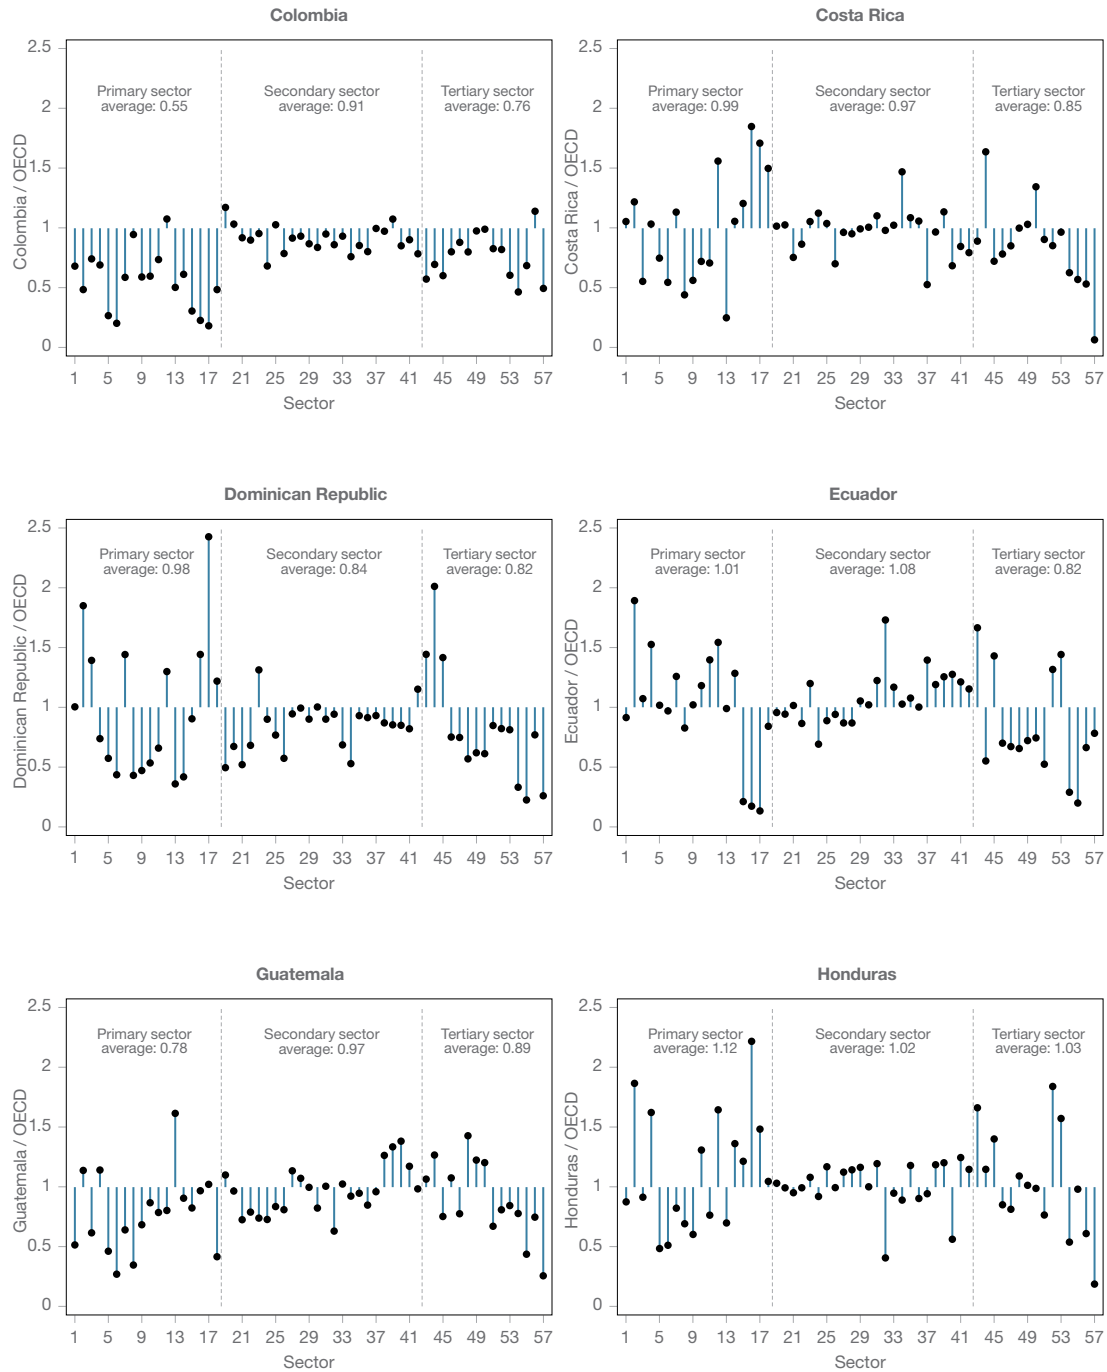 Colombia
2.5
2
1.5
1
0.5
0
Colombia / OECD
Primary sector
average: 0.55
Secondary sector
average: 0.91
Tertiary sector
average: 0.76
1 5 9 13 17 21 25 29 33 37 41 45 49 53 57
Sector
Costa Rica
2.5
2
1.5
1
0.5
0
Costa Rica / OECD
Primary sector
average: 0.99
Secondary sector
average: 0.97
Tertiary sector
average: 0.85
1 5 9 13 17 21 25 29 33 37 41 45 49 53 57
Sector
Dominican Republic
2.5
2
1.5
1
0.5
0
Dominican Republic / OECD
Primary sector
average: 0.98
Secondary sector
average: 0.84
Tertiary sector
average: 0.82
1 5 9 13 17 21 25 29 33 37 41 45 49 53 57
Sector
Ecuador
2.5
2
1.5
1
0.5
0
Ecuador / OECD
Primary sector
average: 1.01
Secondary sector
average: 1.08
Tertiary sector
average: 0.82
1 5 9 13 17 21 25 29 33 37 41 45 49 53 57
Sector
Guatemala
2.5
2
1.5
1
0.5
0
Guatemala / OECD
Primary sector
average: 0.78
Secondary sector
average: 0.97
Tertiary sector
average: 0.89
1 5 9 13 17 21 25 29 33 37 41 45 49 53 57
Sector
Honduras
2.5
2
1.5
1
0.5
0
Honduras / OECD
Primary sector
average: 1.12
Secondary sector
average: 1.02
Tertiary sector
average: 1.03
1 5 9 13 17 21 25 29 33 37 41 45 49 53 57
Sector